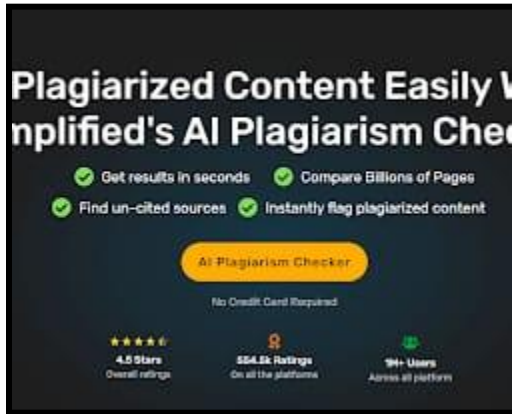 Plagiarized Content Easily W
mplified's AI Plagiarism Chec
Get results in seconds Compare Billions of Pages
Find un-cited sources Instantly flag plagiarized content
AI Plagiarism Checker
No Credit Card Required
4.5 Stars 554.5k Ratings 1M+ Users
Overall ratings On all the platforms Across all platform